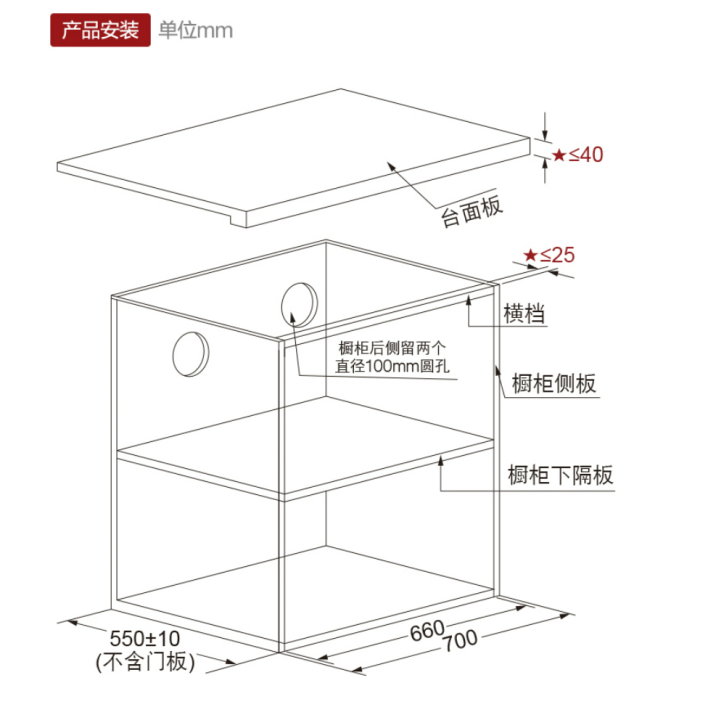 产品安装 单位mm
★≤40
台面板
★≤25
横档
橱柜后侧留两个
直径100mm圆孔
橱柜侧板
橱柜下隔板
550±10
(不含门板)
660
700